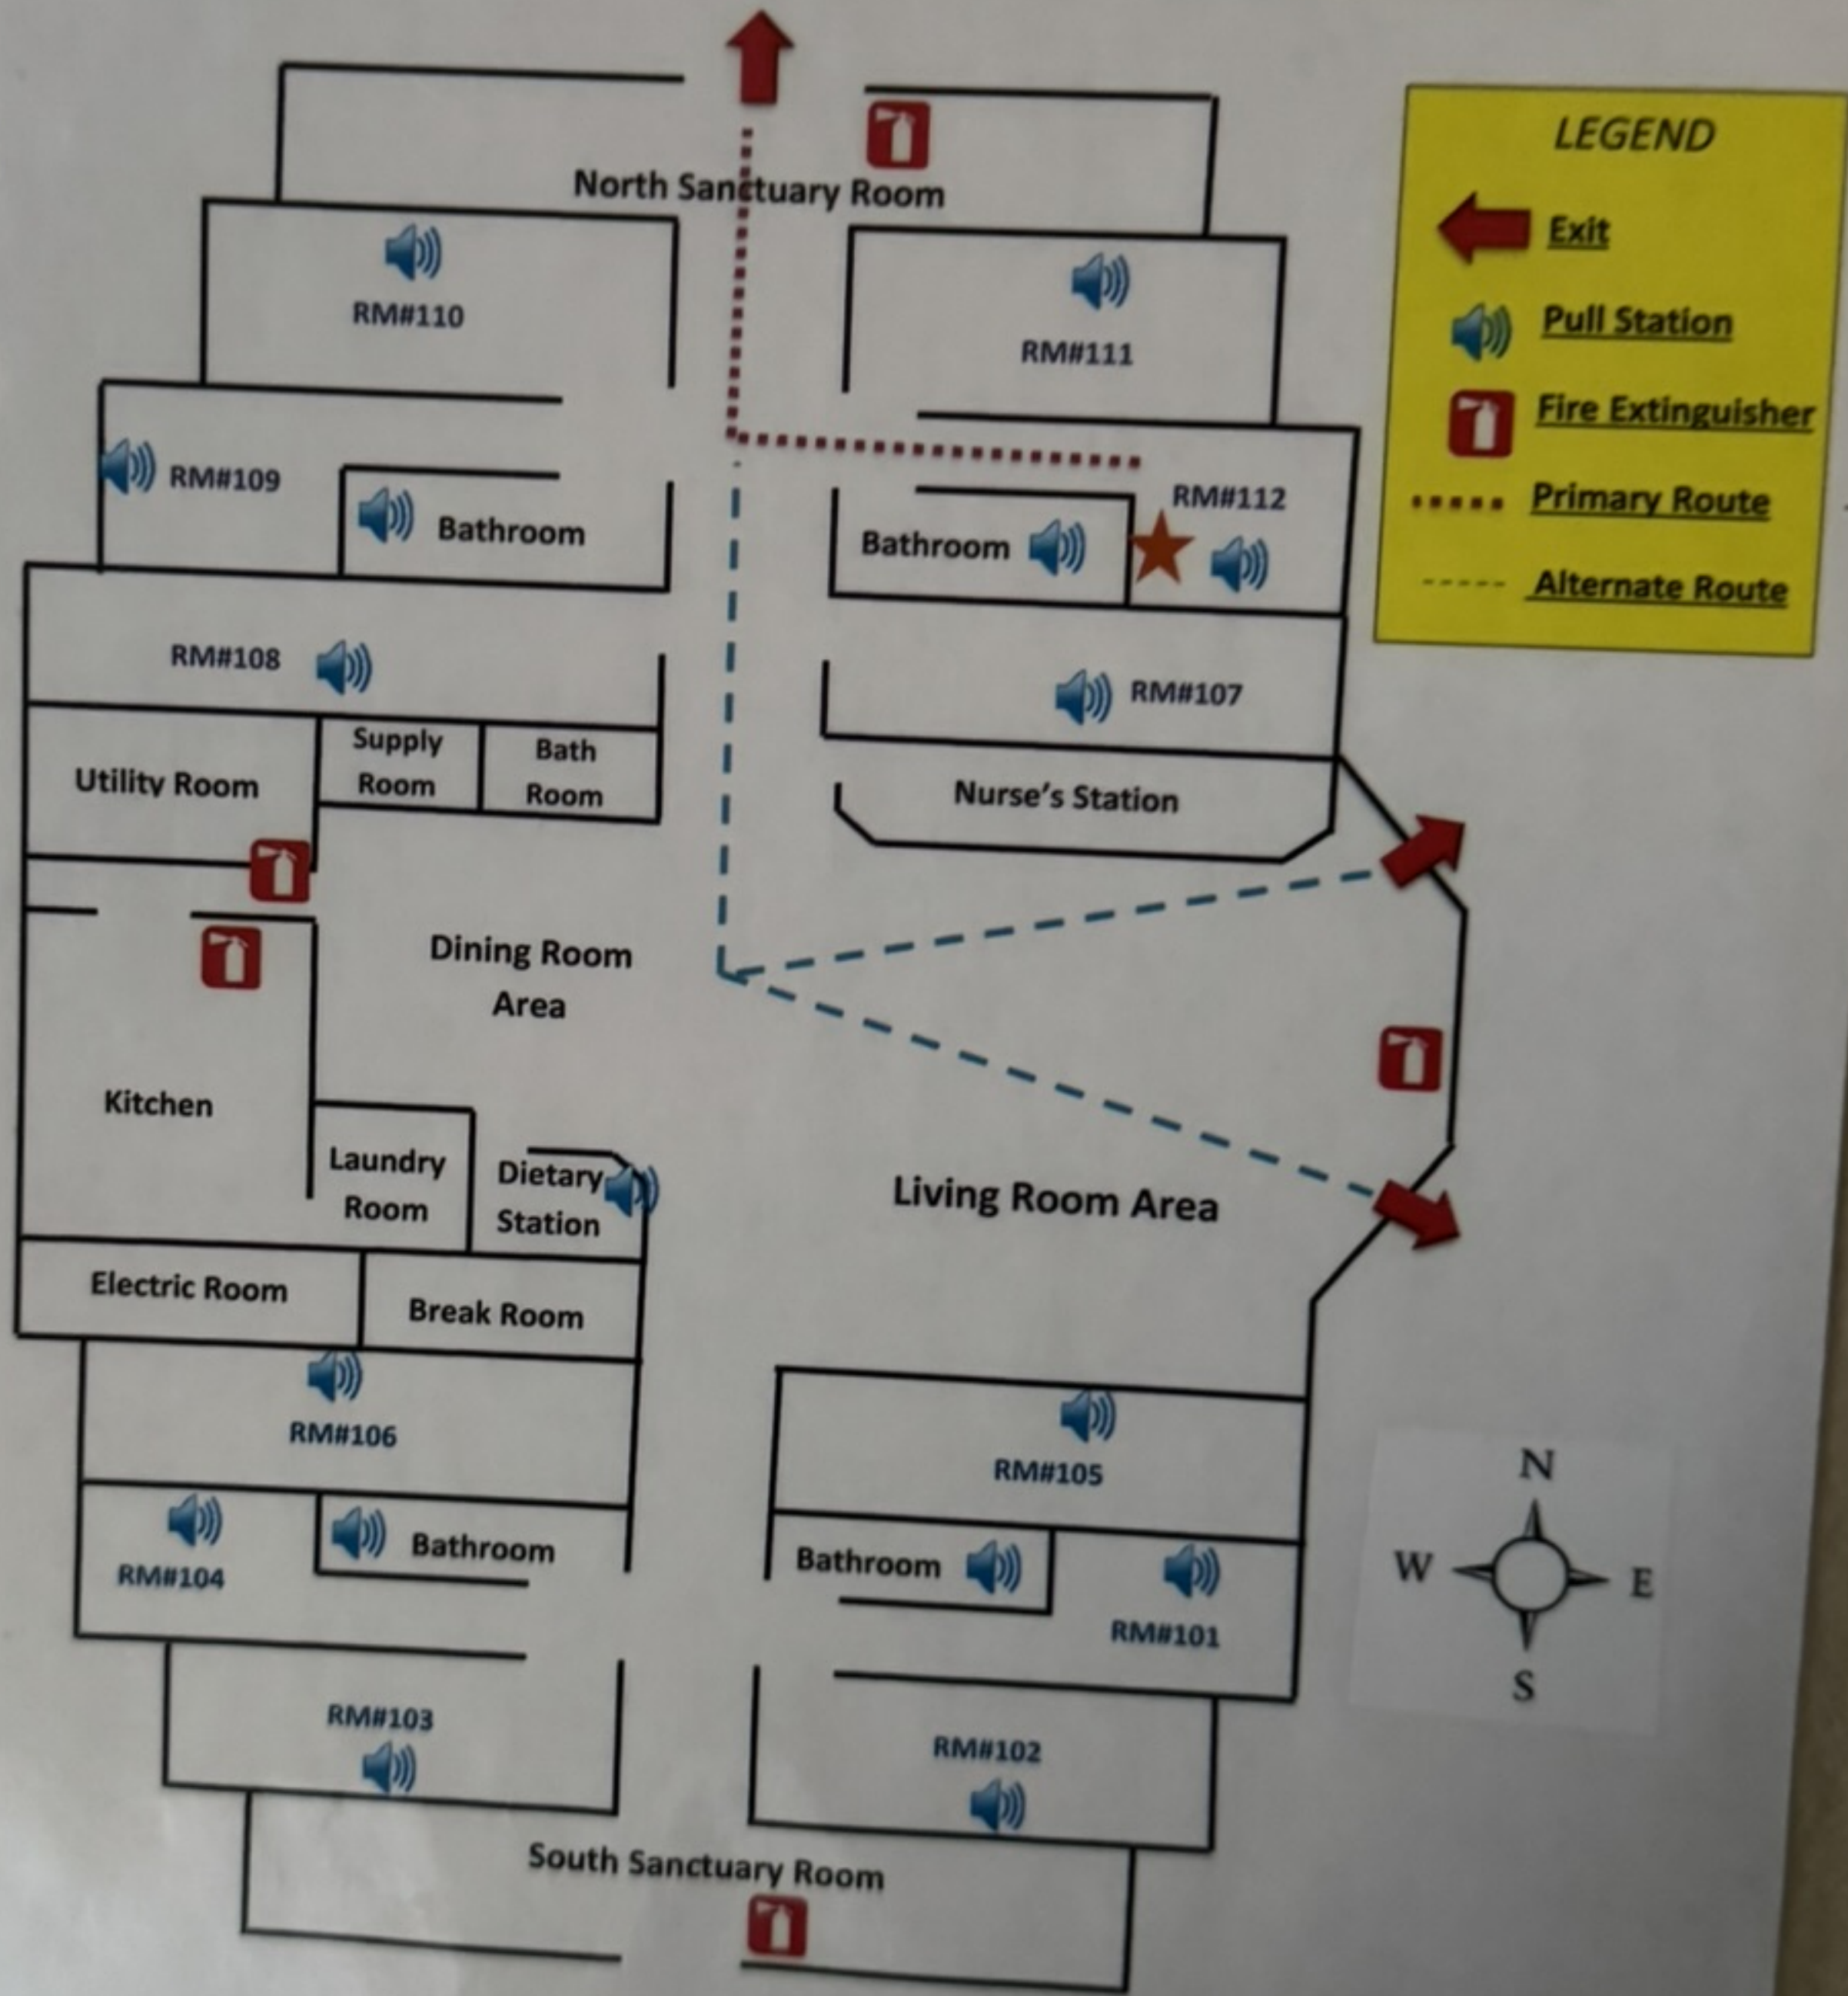 North Sanctuary Room
RM#110
RM#111
RM#109
Bathroom
Bathroom
RM#112
RM#108
RM#107
Utility Room
Supply
Room
Bath
Room
Nurse's Station
Dining Room
Area
Kitchen
Laundry
Room
Dietary
Station
Living Room Area
Electric Room
Break Room
RM#106
RM#105
RM#104
Bathroom
Bathroom
RM#101
RM#103
RM#102
South Sanctuary Room
LEGEND
Exit
Pull Station
Fire Extinguisher
Primary Route
Alternate Route
N
W
E
S